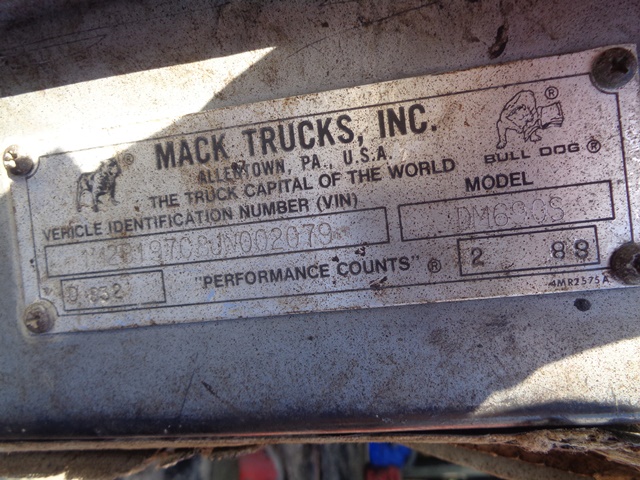 MACK TRUCKS, INC.
ALLENTOWN, PA., U.S.A.
THE TRUCK CAPITAL OF THE WORLD
BULL DOG ®
VEHICLE IDENTIFICATION NUMBER (VIN)
MODEL
DM690S
"PERFORMANCE COUNTS" ®
2 88
4MR2575A